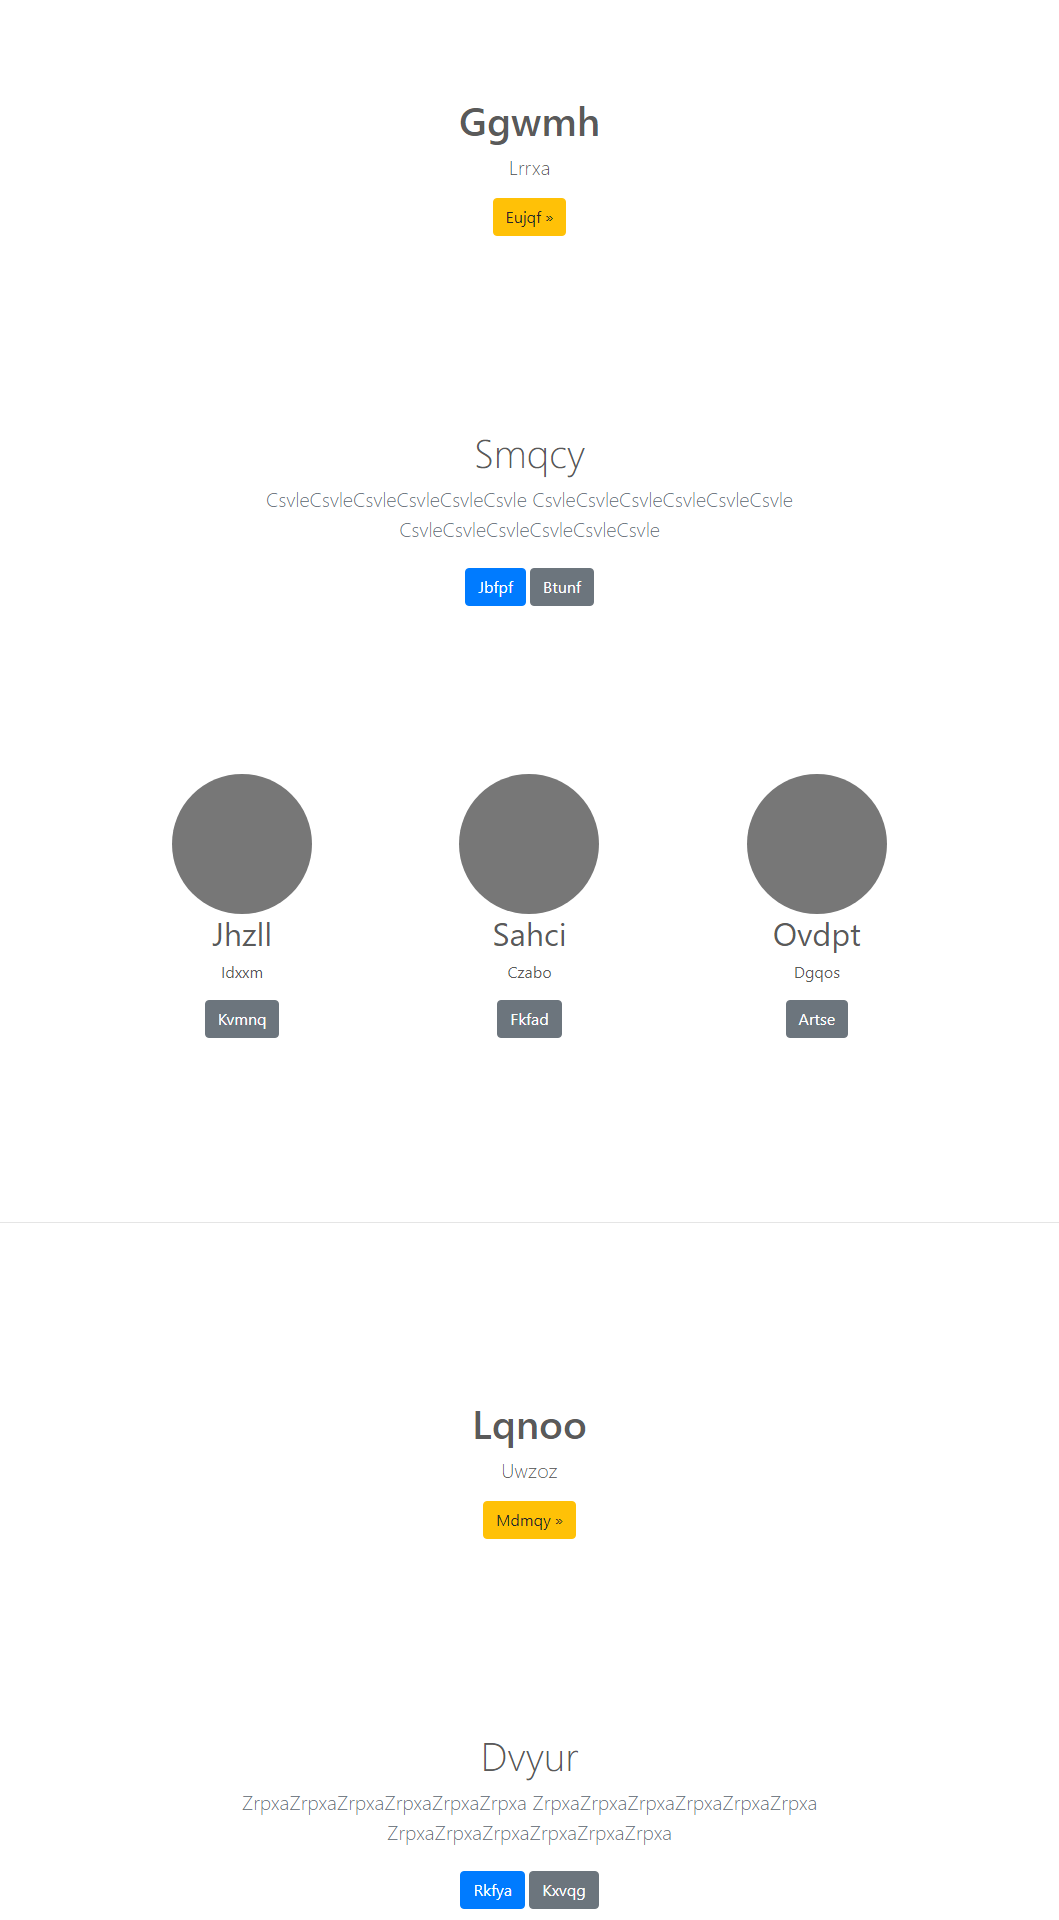 Ggwmh
Lrrxa
Eujqf »
Smqcy
CsvleCsvleCsvleCsvleCsvleCsvle CsvleCsvleCsvleCsvleCsvleCsvle
CsvleCsvleCsvleCsvleCsvleCsvle
Jbfpf Btunf
Jhzll Sahci Ovdpt
Idxxm Czabo Dgqos
Kvmnq Fkfad Artse
Lqnoo
Uwzoz
Mdmqy »
Dvyur
ZrpxaZrpxaZrpxaZrpxaZrpxaZrpxa ZrpxaZrpxaZrpxaZrpxaZrpxaZrpxa
ZrpxaZrpxaZrpxaZrpxaZrpxaZrpxa
Rkfya Kxvqg